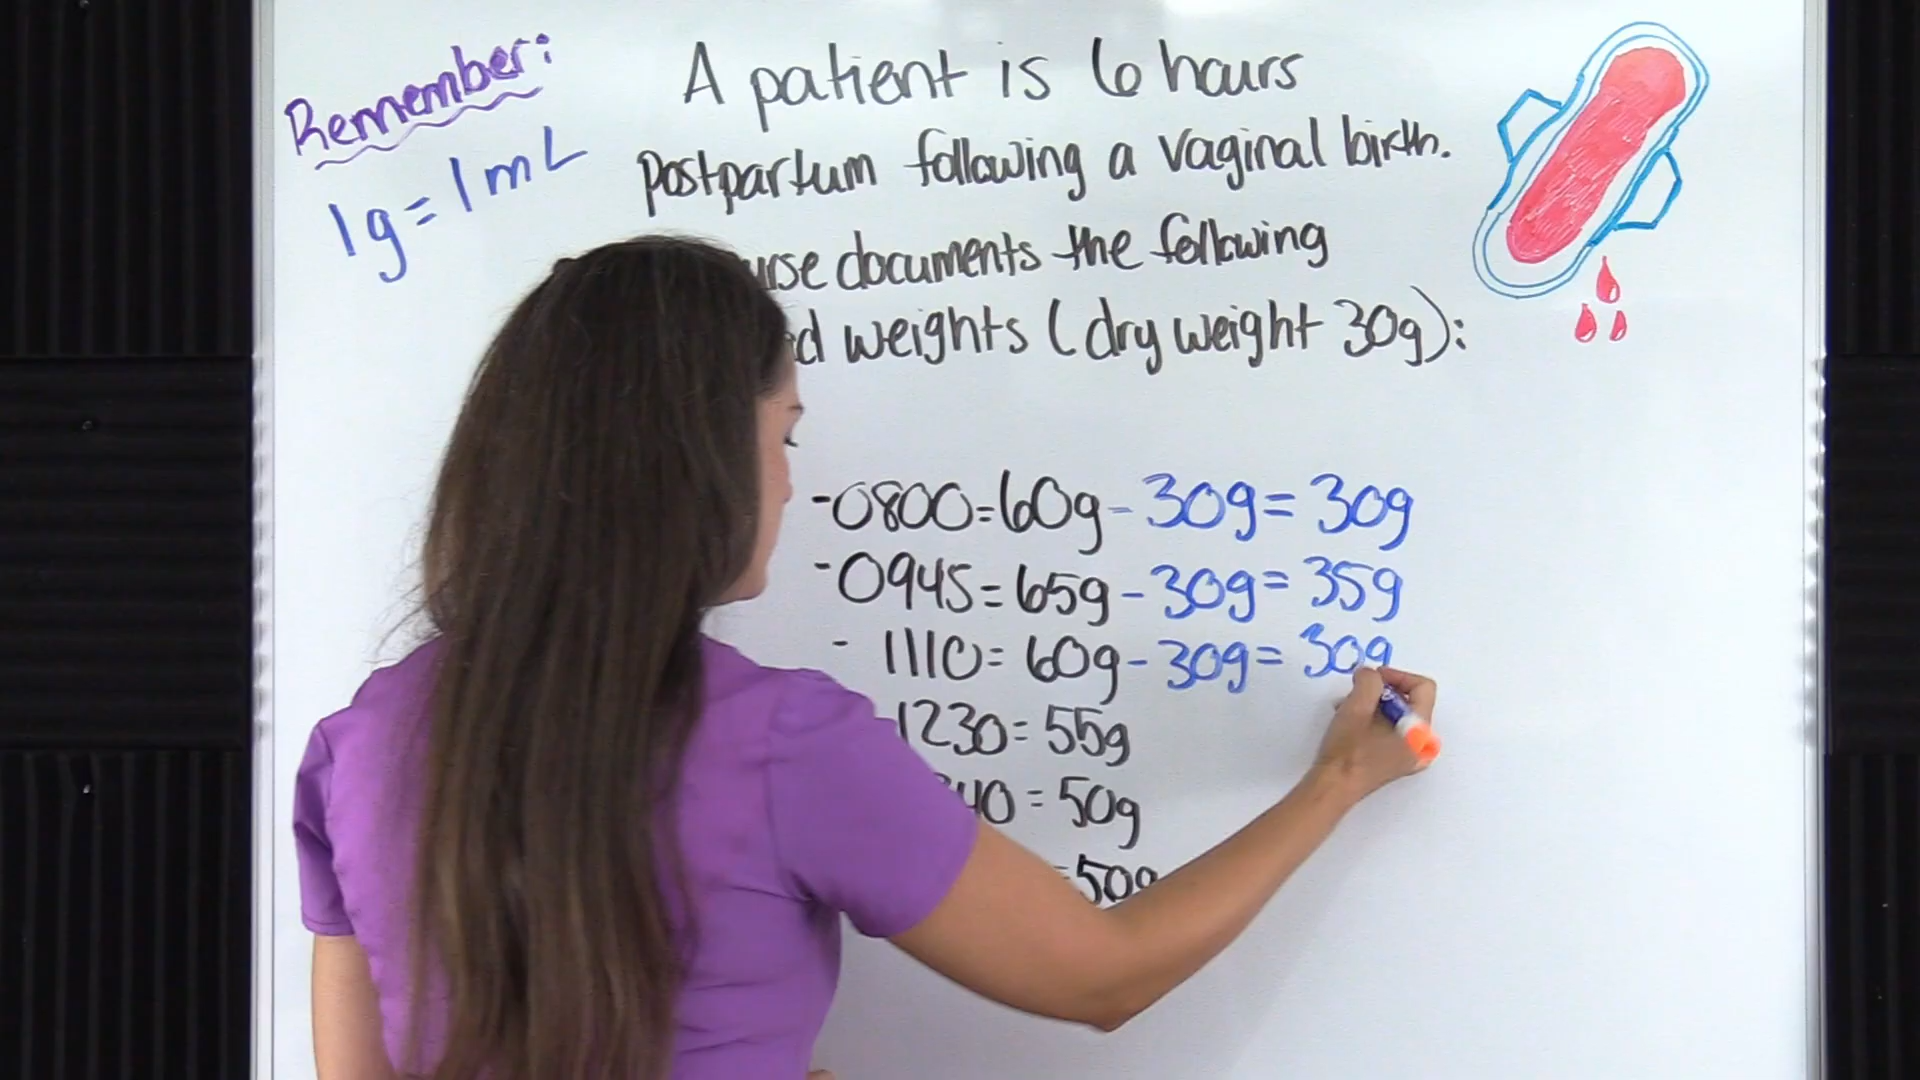 Remember:
1g = 1mL
A patient is 6 hours
postpartum following a vaginal birth.
documents the following
weights (dry weight 30g):
-0800=60g-30g=30g
-0945=65g-30g=35g
-1110=60g-30g=30g
1230=55g
=50g
=50g